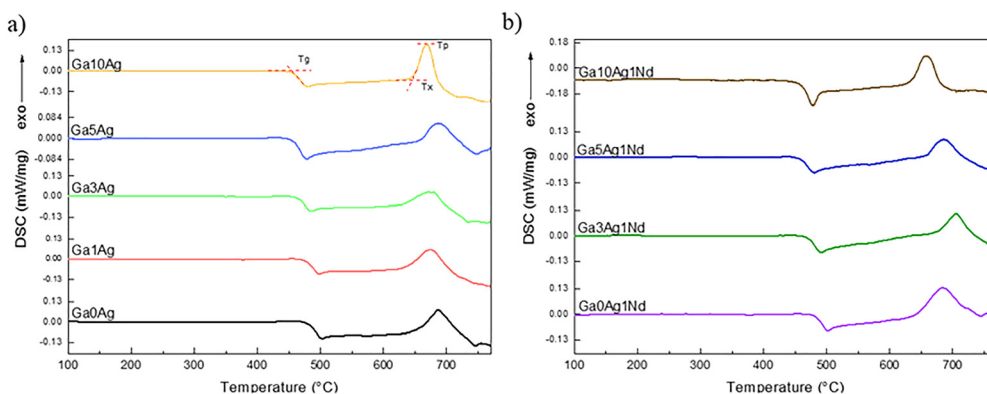 a)
DSC (mW/mg)
exo
Ga10Ag
0.13
0.00
-0.13
Tg
Tp
Tx
Ga5Ag
0.084
0.000
-0.084
Ga3Ag
0.13
0.00
-0.13
Ga1Ag
0.13
0.00
-0.13
Ga0Ag
0.13
0.00
-0.13
100 200 300 400 500 600 700
Temperature (°C)
b)
DSC (mW/mg)
exo
Ga10Ag1Nd
0.18
0.00
-0.18
Ga5Ag1Nd
0.13
0.00
-0.13
Ga3Ag1Nd
0.13
0.00
-0.13
Ga0Ag1Nd
0.13
0.00
-0.13
100 200 300 400 500 600 700
Temperature (°C)